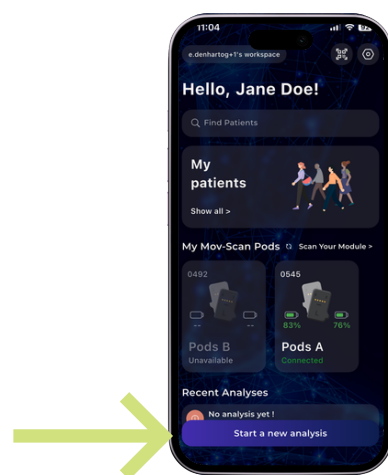 11:04
e.denhartog+1's workspace
Hello, Jane Doe!
Find Patients
My
patients
Show all >
My Mov-Scan Pods
Scan Your Module >
0492
0545
-- --
83% 76%
Pods B
Pods A
Unavailable
Connected
Recent Analyses
No analysis yet !
Start a new analysis